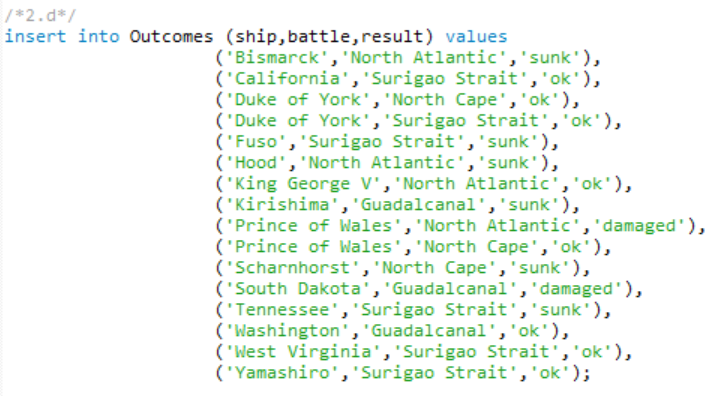 /*2.d*/
insert into Outcomes (ship,battle,result) values
('Bismarck','North Atlantic','sunk'),
('California','Surigao Strait','ok'),
('Duke of York','North Cape','ok'),
('Duke of York','Surigao Strait','ok'),
('Fuso','Surigao Strait','sunk'),
('Hood','North Atlantic','sunk'),
('King George V','North Atlantic','ok'),
('Kirishima','Guadalcanal','sunk'),
('Prince of Wales','North Atlantic','damaged'),
('Prince of Wales','North Cape','ok'),
('Scharnhorst','North Cape','sunk'),
('South Dakota','Guadalcanal','damaged'),
('Tennessee','Surigao Strait','sunk'),
('Washington','Guadalcanal','ok'),
('West Virginia','Surigao Strait','ok'),
('Yamashiro','Surigao Strait','ok');